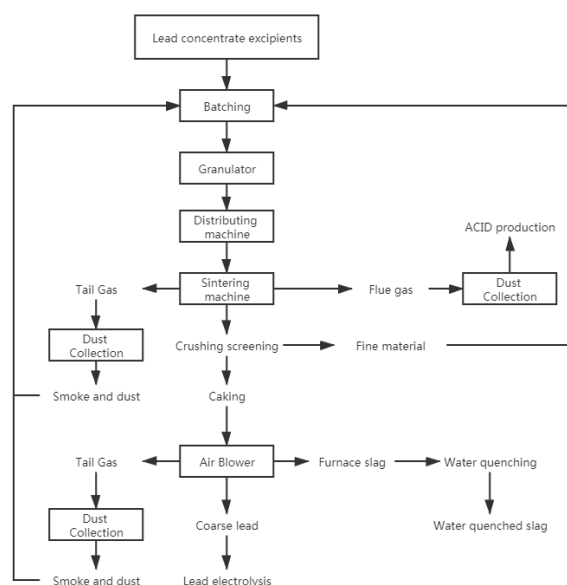 Lead concentrate excipients
Batching
Granulator
Distributing
machine
ACID production
Tail Gas
Sintering
machine
Flue gas
Dust
Collection
Dust
Collection
Crushing screening
Fine material
Smoke and dust
Caking
Tail Gas
Air Blower
Furnace slag
Water quenching
Dust
Collection
Coarse lead
Water quenched slag
Smoke and dust
Lead electrolysis